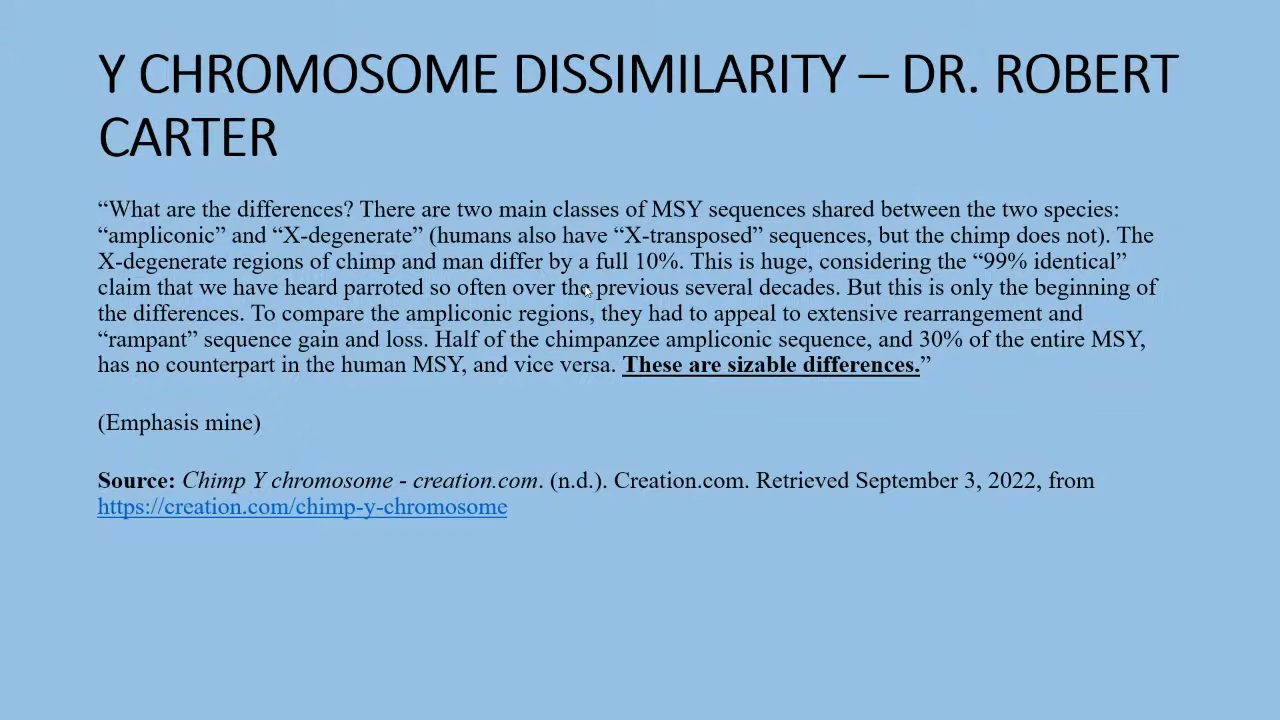 Y CHROMOSOME DISSIMILARITY – DR. ROBERT
CARTER
“What are the differences? There are two main classes of MSY sequences shared between the two species:
“ampliconic” and “X-degenerate” (humans also have “X-transposed” sequences, but the chimp does not). The
X-degenerate regions of chimp and man differ by a full 10%. This is huge, considering the “99% identical”
claim that we have heard parroted so often over the previous several decades. But this is only the beginning of
the differences. To compare the ampliconic regions, they had to appeal to extensive rearrangement and
“rampant” sequence gain and loss. Half of the chimpanzee ampliconic sequence, and 30% of the entire MSY,
has no counterpart in the human MSY, and vice versa. These are sizable differences.”
(Emphasis mine)
Source: Chimp Y chromosome - creation.com. (n.d.). Creation.com. Retrieved September 3, 2022, from
https://creation.com/chimp-y-chromosome